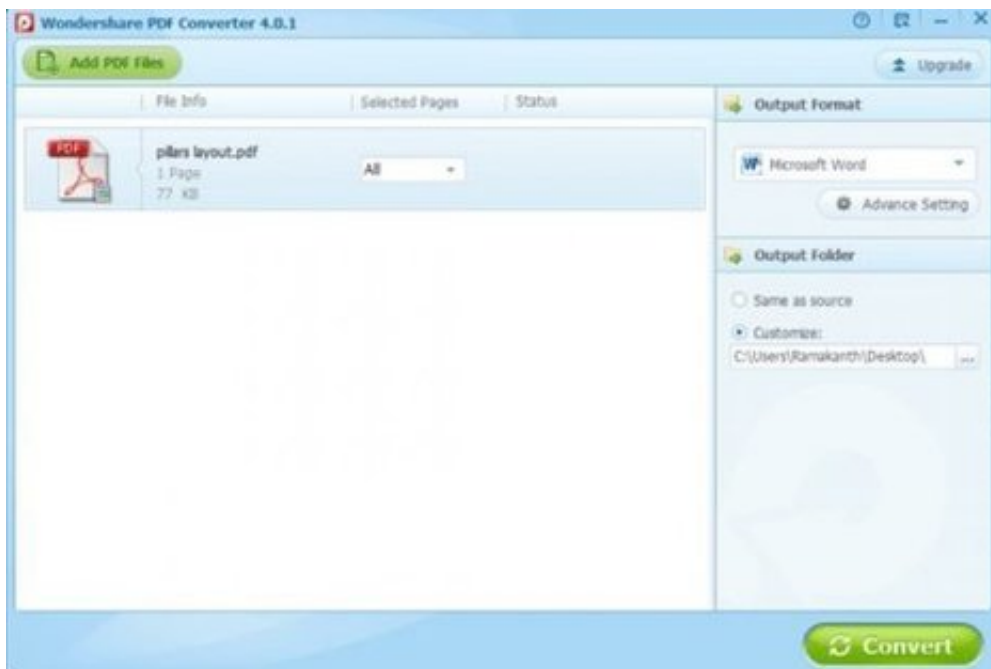 Wondershare PDF Converter 4.0.1
Add PDF Files
Upgrade
File Info
Selected Pages
Status
PDF
pillars layout.pdf
1 Page
77 KB
All
Output Format
W
Microsoft Word
Advance Setting
Output Folder
Same as source
Customize:
C:\Users\Ramakanth\Desktop\
...
Convert